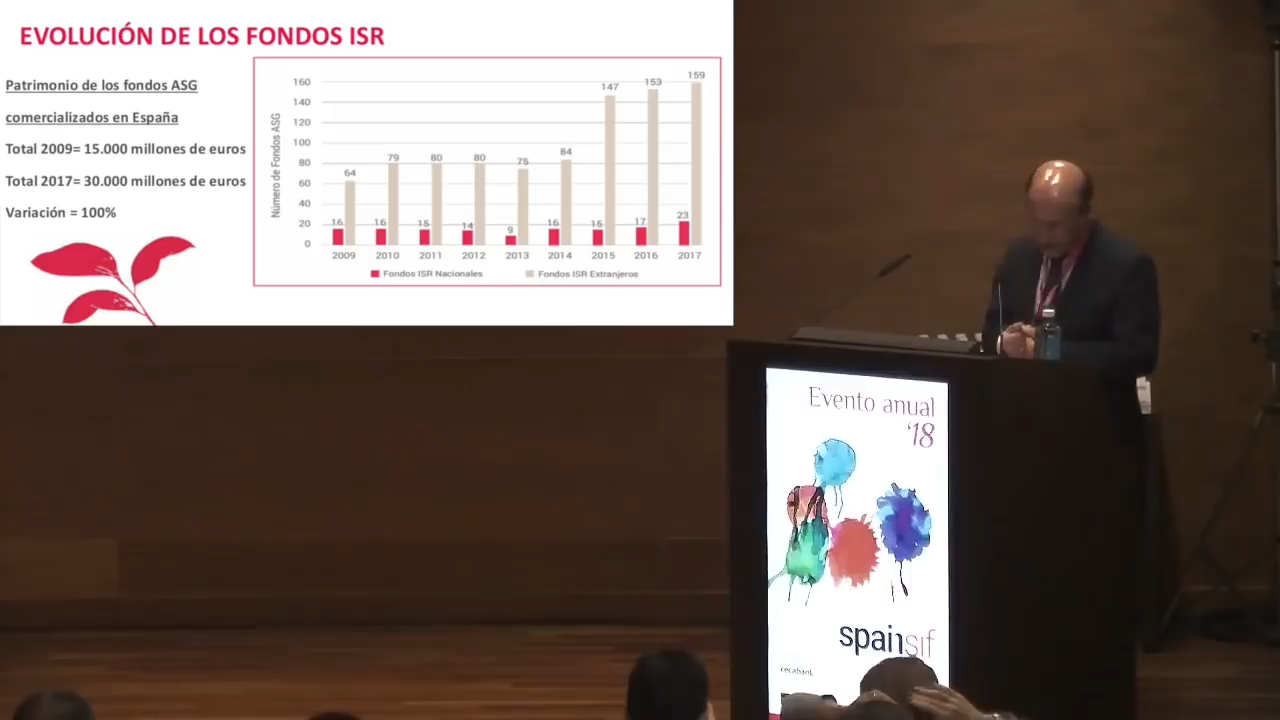 EVOLUCIÓN DE LOS FONDOS ISR
Patrimonio de los fondos ASG
comercializados en España
Total 2009= 15.000 millones de euros
Total 2017= 30.000 millones de euros
Variación = 100%
Número de Fondos ASG
160
140
120
100
80
60
40
20
0
16 64
16 79
15 80
14 80
9 75
16 84
15 147
17 153
23 159
2009 2010 2011 2012 2013 2014 2015 2016 2017
Fondos ISR Nacionales Fondos ISR Extranjeros
Evento anual
'18
spainsif
cecabank